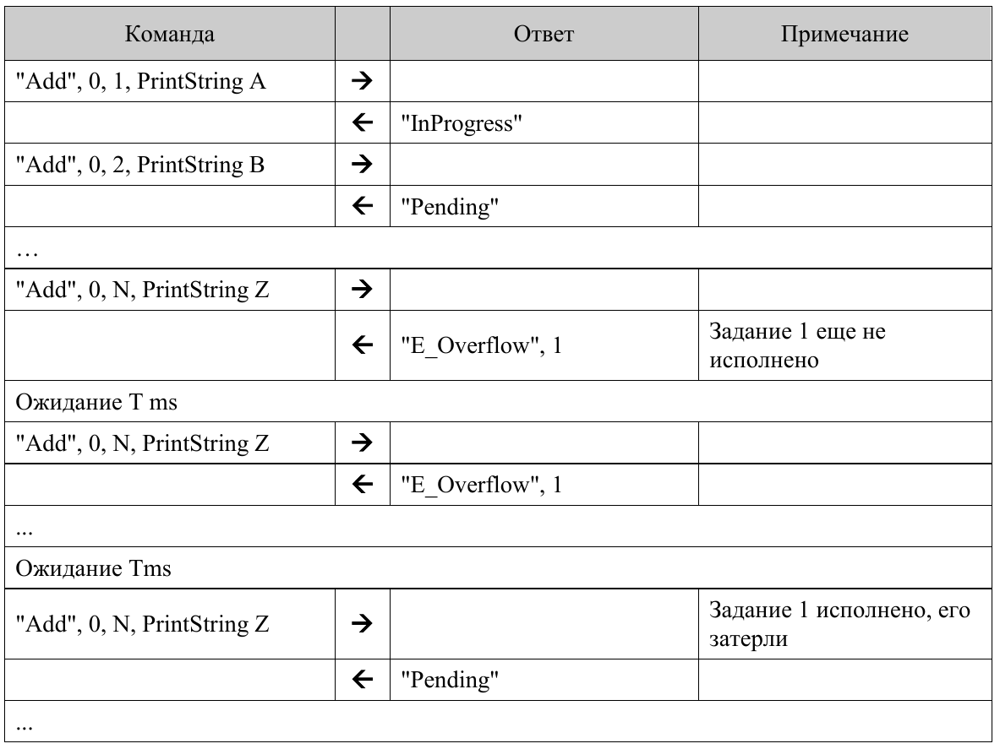 Команда Ответ Примечание
"Add", 0, 1, PrintString A →
← "InProgress"
"Add", 0, 2, PrintString B →
← "Pending"
…
"Add", 0, N, PrintString Z →
← "E_Overflow", 1 Задание 1 еще не
исполнено
Ожидание T ms
"Add", 0, N, PrintString Z →
← "E_Overflow", 1
...
Ожидание Tms
"Add", 0, N, PrintString Z → Задание 1 исполнено, его
затерли
← "Pending"
...